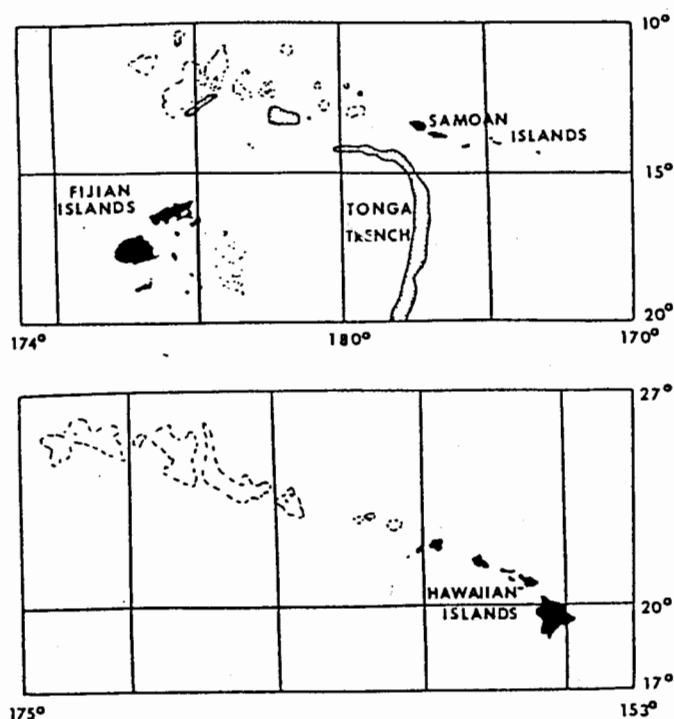 10°
SAMOAN
ISLANDS
15°
FIJIAN
ISLANDS
TONGA
TRENCH
20°
174° 180° 170°
27°
HAWAIIAN
ISLANDS
20°
17°
175° 153°